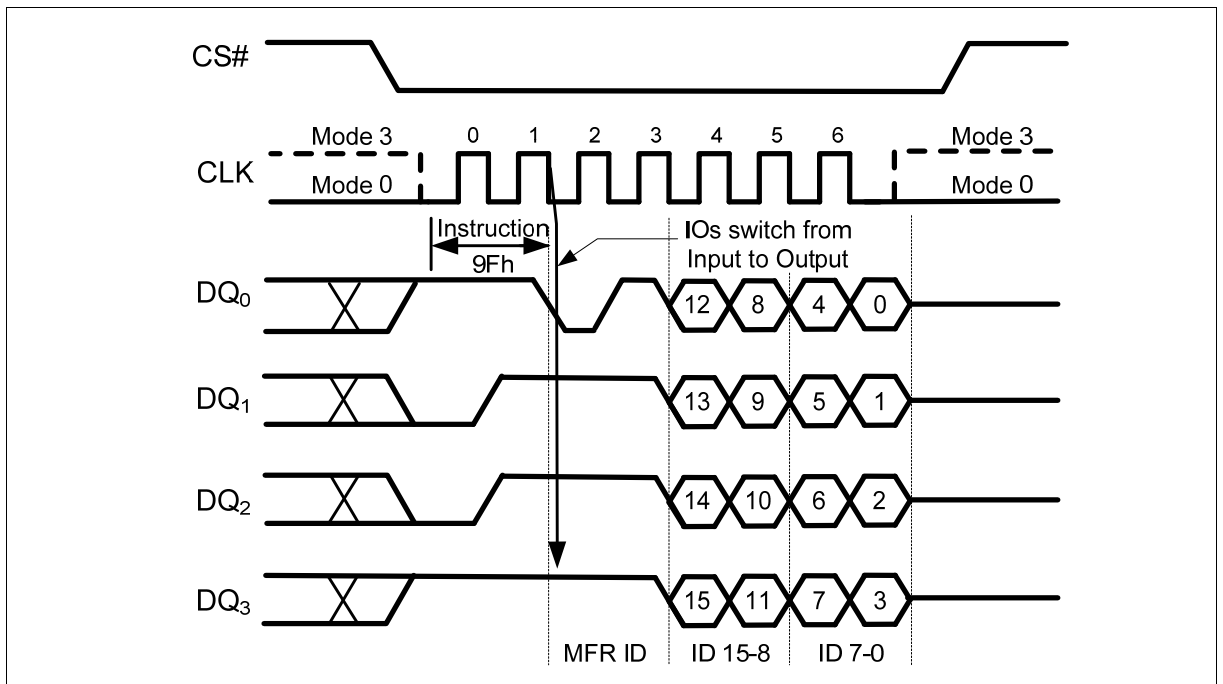 CS#
Mode 3 0 1 2 3 4 5 6 Mode 3
CLK
Mode 0 Mode 0
Instruction IOs switch from
9Fh Input to Output
DQ0 12 8 4 0
DQ1 13 9 5 1
DQ2 14 10 6 2
DQ3 15 11 7 3
MFR ID ID 15-8 ID 7-0